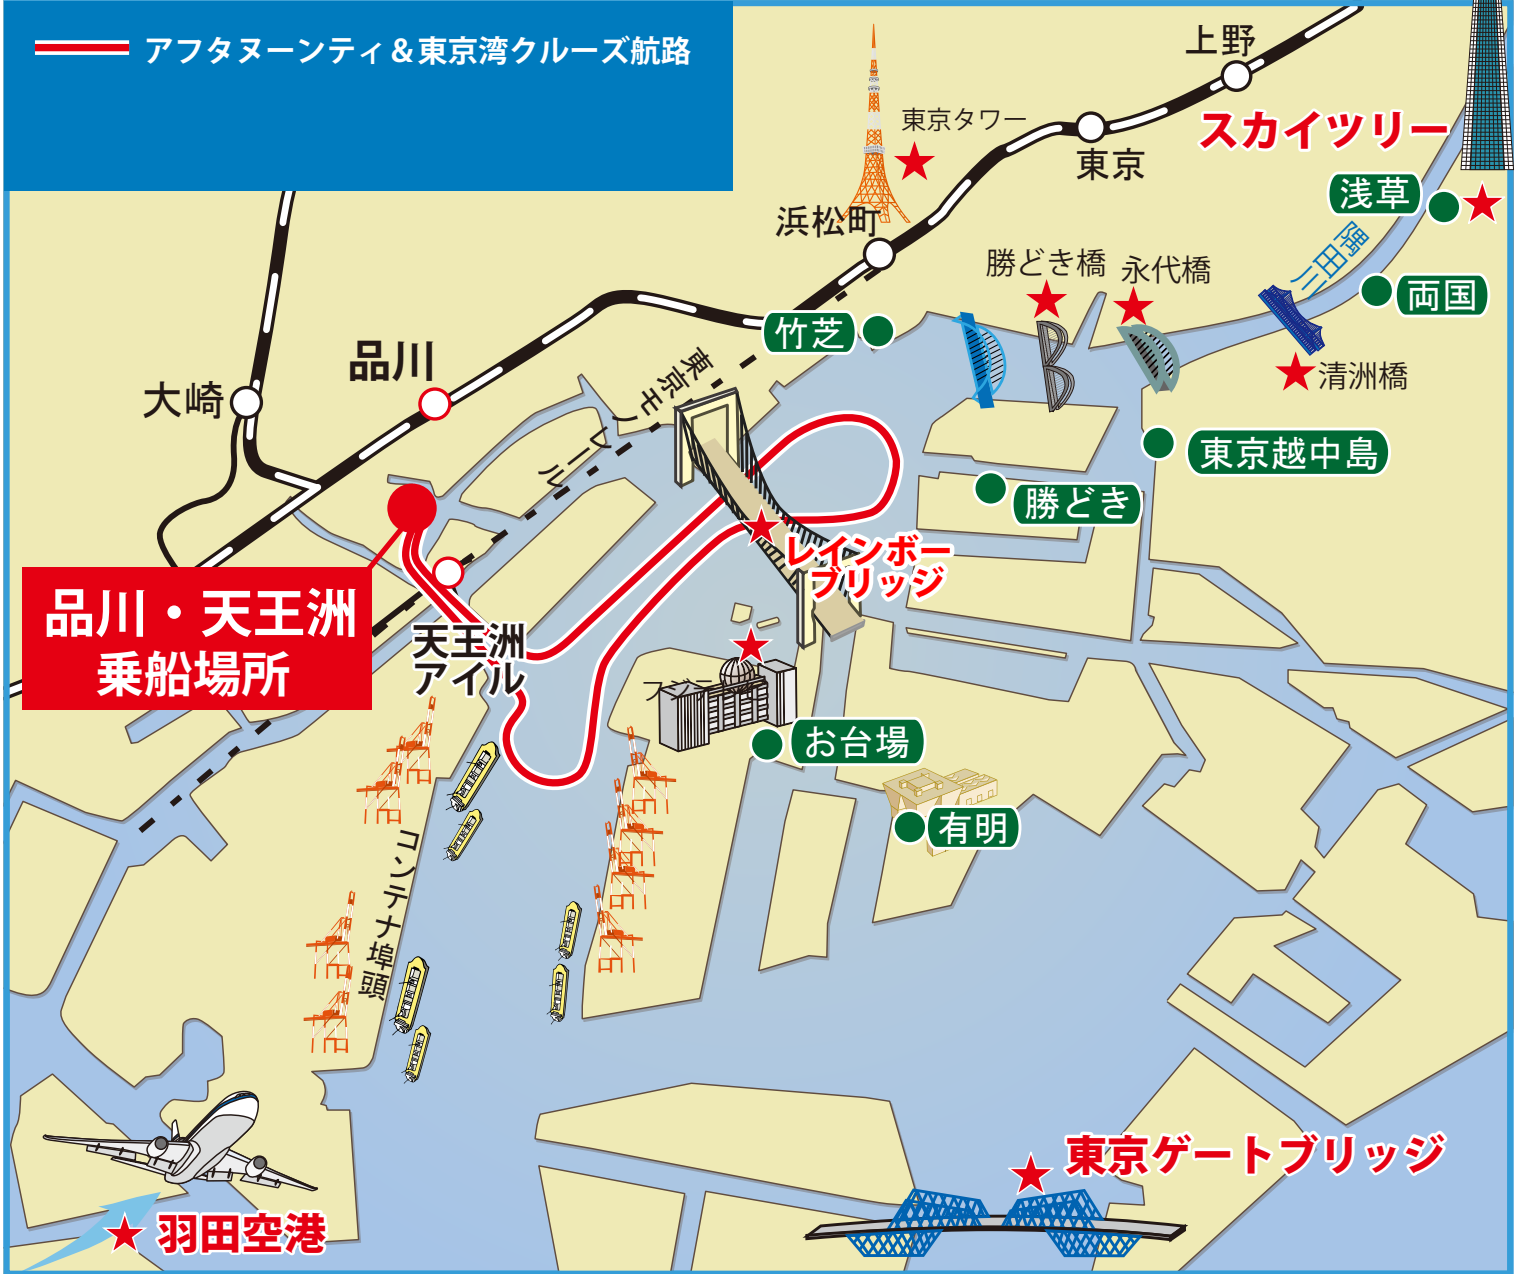 アフタヌーンティ＆東京湾クルーズ航路
上野
東京タワー
スカイツリー
東京
浅草
浜松町
隅田川
勝どき橋
永代橋
両国
竹芝
品川
東京モノレール
清洲橋
大崎
東京越中島
勝どき
レインボー
ブリッジ
品川・天王洲
乗船場所
天王洲
アイル
お台場
有明
コンテナ埠頭
東京ゲートブリッジ
羽田空港